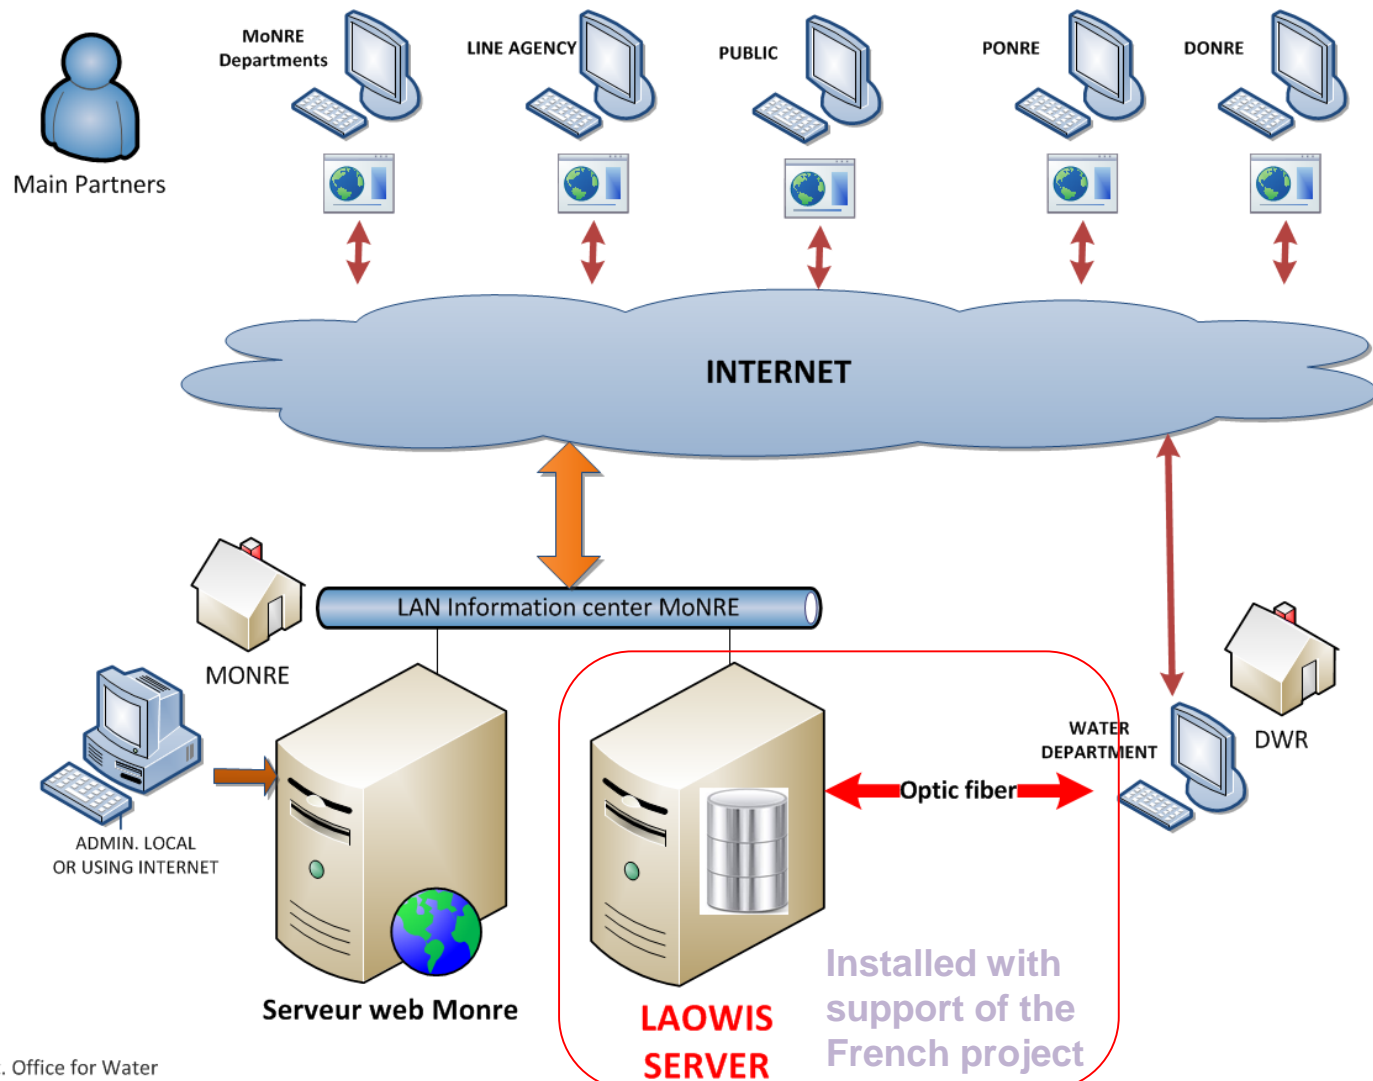 MoNRE
Departments
LINE AGENCY
PUBLIC
PONRE
DONRE
Main Partners
INTERNET
LAN Information center MoNRE
MONRE
WATER
DEPARTMENT
DWR
Optic fiber
ADMIN. LOCAL
OR USING INTERNET
Serveur web Monre
LAOWIS
SERVER
Installed with
support of the
French project
. Office for Water